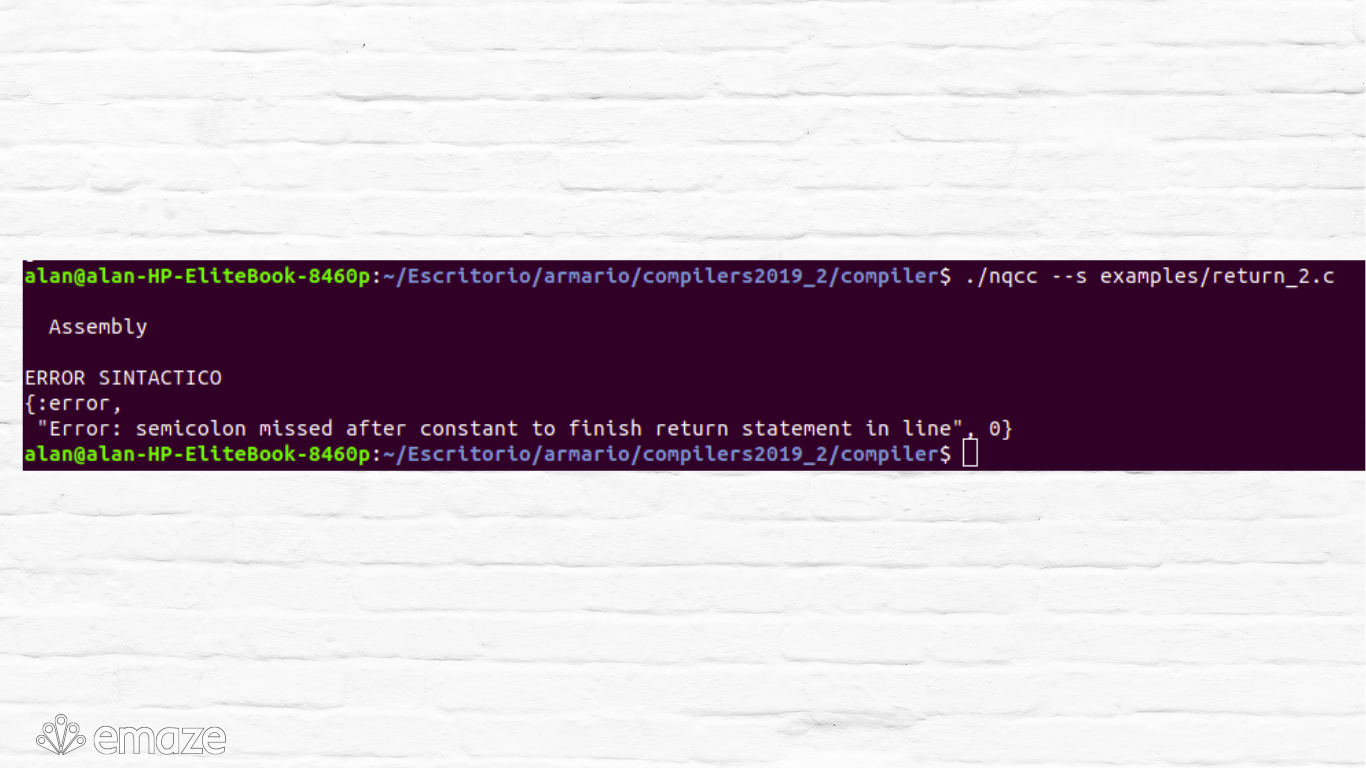 alan@alan-HP-EliteBook-8460p:~/Escritorio/armario/compilers2019_2/compiler$ ./nqcc --s examples/return_2.c
Assembly
ERROR SINTACTICO
{:error,
"Error: semicolon missed after constant to finish return statement in line", 0}
alan@alan-HP-EliteBook-8460p:~/Escritorio/armario/compilers2019_2/compiler$
emaze